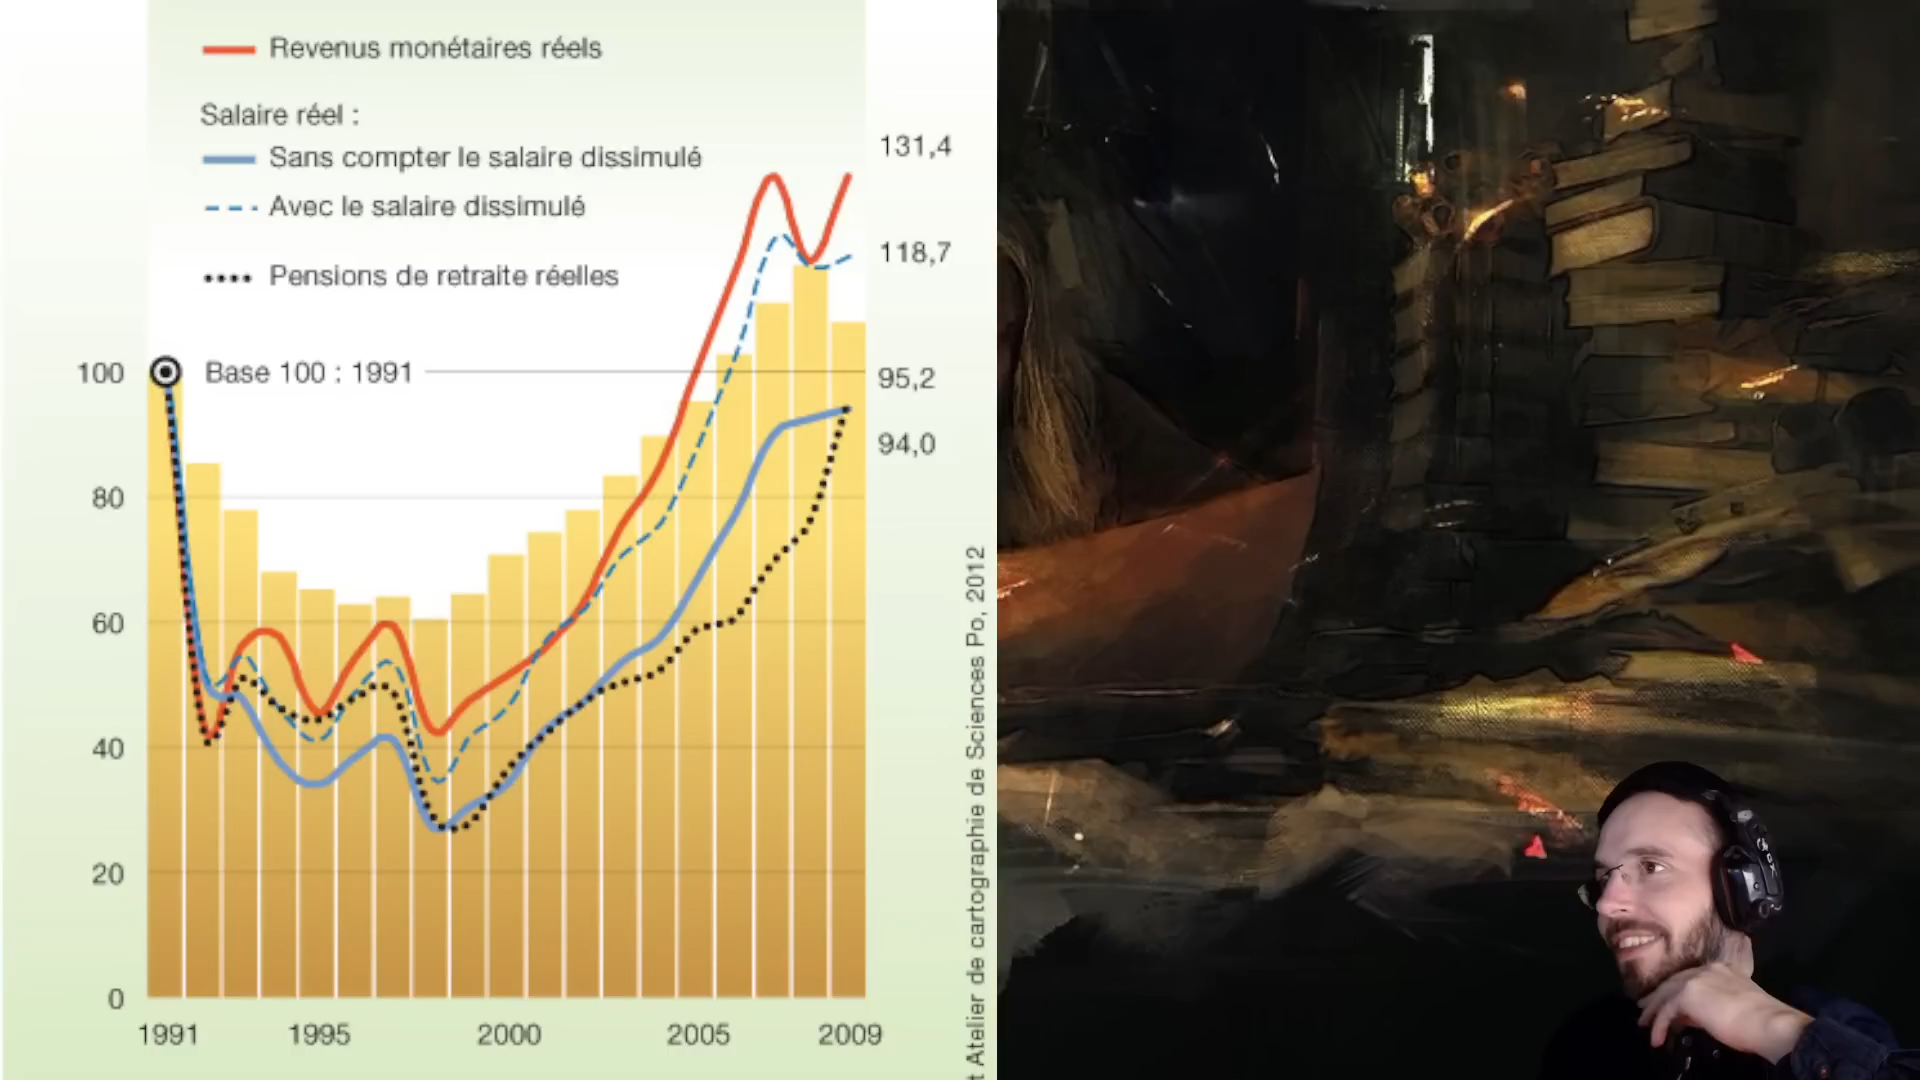 Revenus monétaires réels
Salaire réel :
Sans compter le salaire dissimulé
Avec le salaire dissimulé
Pensions de retraite réelles
131,4
118,7
Base 100 : 1991
95,2
94,0
100
80
60
40
20
0
1991
1995
2000
2005
2009
t Atelier de cartographie de Sciences Po, 2012